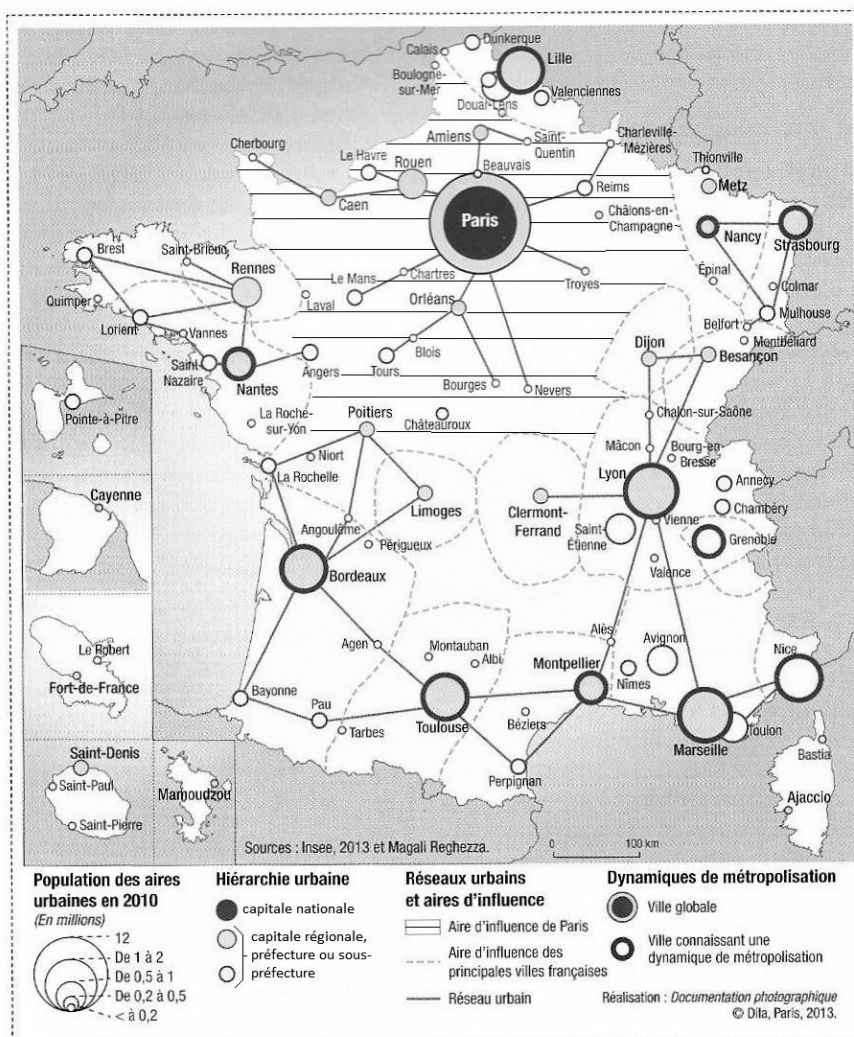 Dunkerque
Calais
Lille
Boulogne-
sur-Mer
Valenciennes
Douai-Lens
Amiens
Saint-
Quentin
Charleville-
Mézières
Cherbourg
Le Havre
Rouen
Beauvais
Thionville
Metz
Reims
Caen
Paris
Châlons-en-
Champagne
Nancy
Strasbourg
Brest
Saint-Brieuc
Rennes
Chartres
Le Mans
Troyes
Épinal
Colmar
Quimper
Laval
Orléans
Mulhouse
Lorient
Vannes
Belfort
Montbéliard
Blois
Dijon
Besançon
Saint-
Nazaire
Nantes
Angers
Tours
Bourges
Nevers
Pointe-à-Pitre
La Roche-
sur-Yon
Poitiers
Châteauroux
Chalon-sur-Saône
Mâcon
Bourg-en-
Bresse
Niort
La Rochelle
Lyon
Annecy
Cayenne
Limoges
Clermont-
Ferrand
Chambéry
Angoulême
Vienne
Saint-
Étienne
Grenoble
Périgueux
Valence
Bordeaux
Le Robert
Fort-de-France
Agen
Montauban
Albi
Alès
Avignon
Nice
Montpellier
Nîmes
Bayonne
Pau
Tarbes
Toulouse
Béziers
Marseille
Toulon
Perpignan
Bastia
Ajaccio
Saint-Denis
Saint-Paul
Saint-Pierre
Mamoudzou
Sources : Insee, 2013 et Magali Reghezza.
0 100 km
Population des aires
urbaines en 2010
(En millions)
12
De 1 à 2
De 0,5 à 1
De 0,2 à 0,5
< à 0,2
Hiérarchie urbaine
capitale nationale
capitale régionale,
préfecture ou sous-
préfecture
Réseaux urbains
et aires d'influence
Aire d'influence de Paris
Aire d'influence des
principales villes françaises
Réseau urbain
Dynamiques de métropolisation
Ville globale
Ville connaissant une
dynamique de métropolisation
Réalisation : Documentation photographique
© Dila, Paris, 2013.